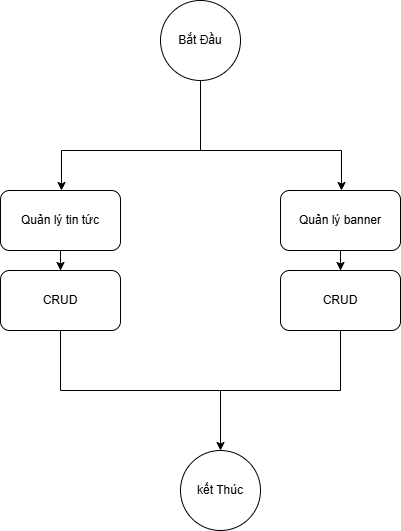 Bắt Đầu
Quản lý tin tức
Quản lý banner
CRUD
CRUD
kết Thúc